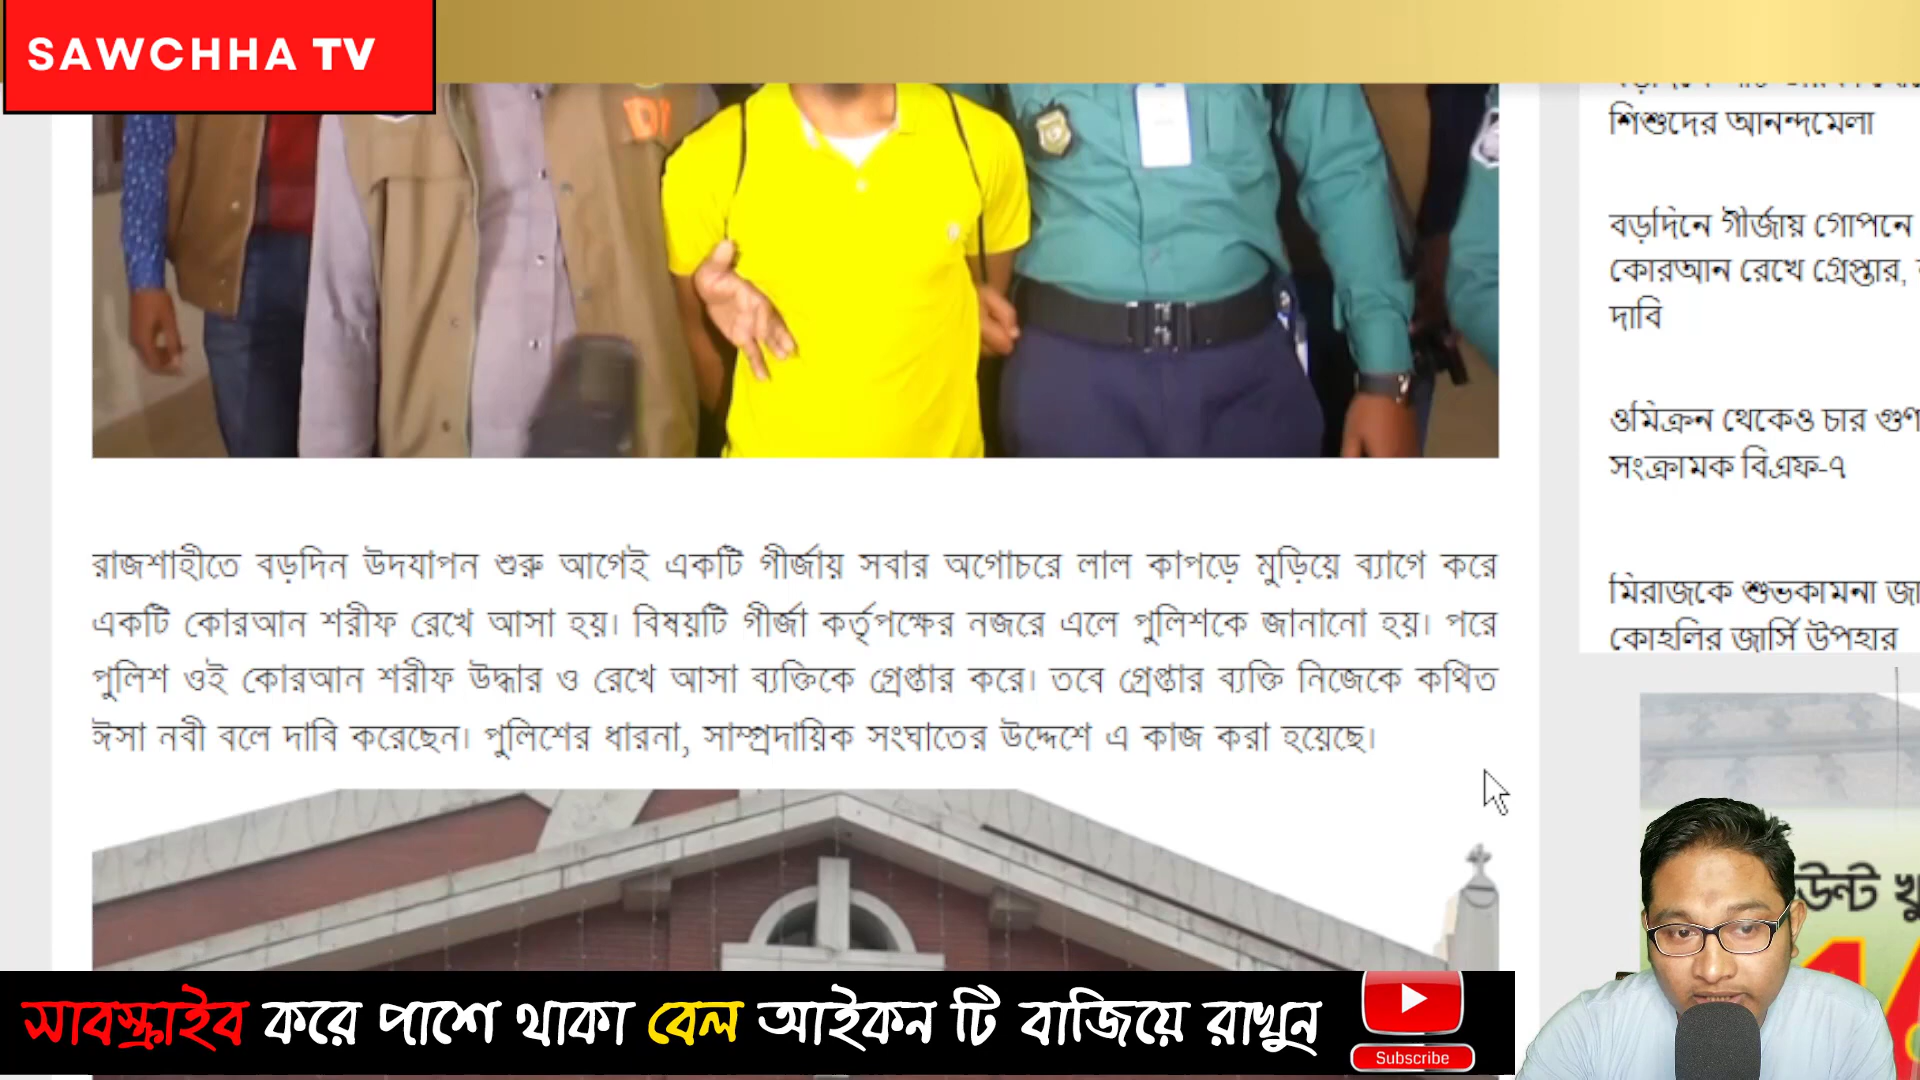 SAWCHHA TV
DI
শিশুদের আনন্দমেলা
বড়দিনে গীর্জায় গোপনে
কোরআন রেখে গ্রেপ্তার,
দাবি
ওমিক্রন থেকেও চার গুণ
সংক্রামক বিএফ-৭
মিরাজকে শুভকামনা
কোহলির জার্সি উপহার
রাজশাহীতে বড়দিন উদযাপন শুরু আগেই একটি গীর্জায় সবার অগোচরে লাল কাপড়ে মুড়িয়ে ব্যাগে করে
একটি কোরআন শরীফ রেখে আসা হয়। বিষয়টি গীর্জা কর্তৃপক্ষের নজরে এলে পুলিশকে জানানো হয়। পরে
পুলিশ ওই কোরআন শরীফ উদ্ধার ও রেখে আসা ব্যক্তিকে গ্রেপ্তার করে। তবে গ্রেপ্তার ব্যক্তি নিজেকে কথিত
ঈসা নবী বলে দাবি করেছেন। পুলিশের ধারনা, সাম্প্রদায়িক সংঘাতের উদ্দেশে এ কাজ করা হয়েছে।
সাবস্ক্রাইব করে পাশে থাকা বেল আইকন টি বাজিয়ে রাখুন
Subscribe